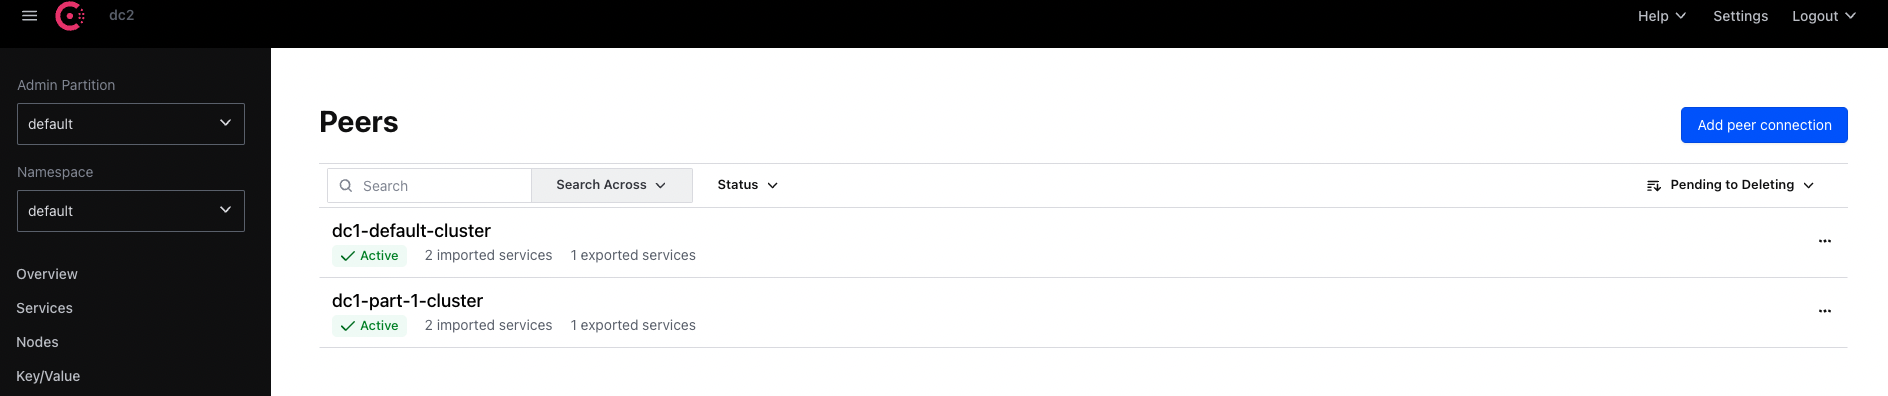 dc2
Help
Settings
Logout
Admin Partition
default
Namespace
default
Overview
Services
Nodes
Key/Value
Peers
Add peer connection
Search
Search Across
Status
Pending to Deleting
dc1-default-cluster
Active 2 imported services 1 exported services
dc1-part-1-cluster
Active 2 imported services 1 exported services